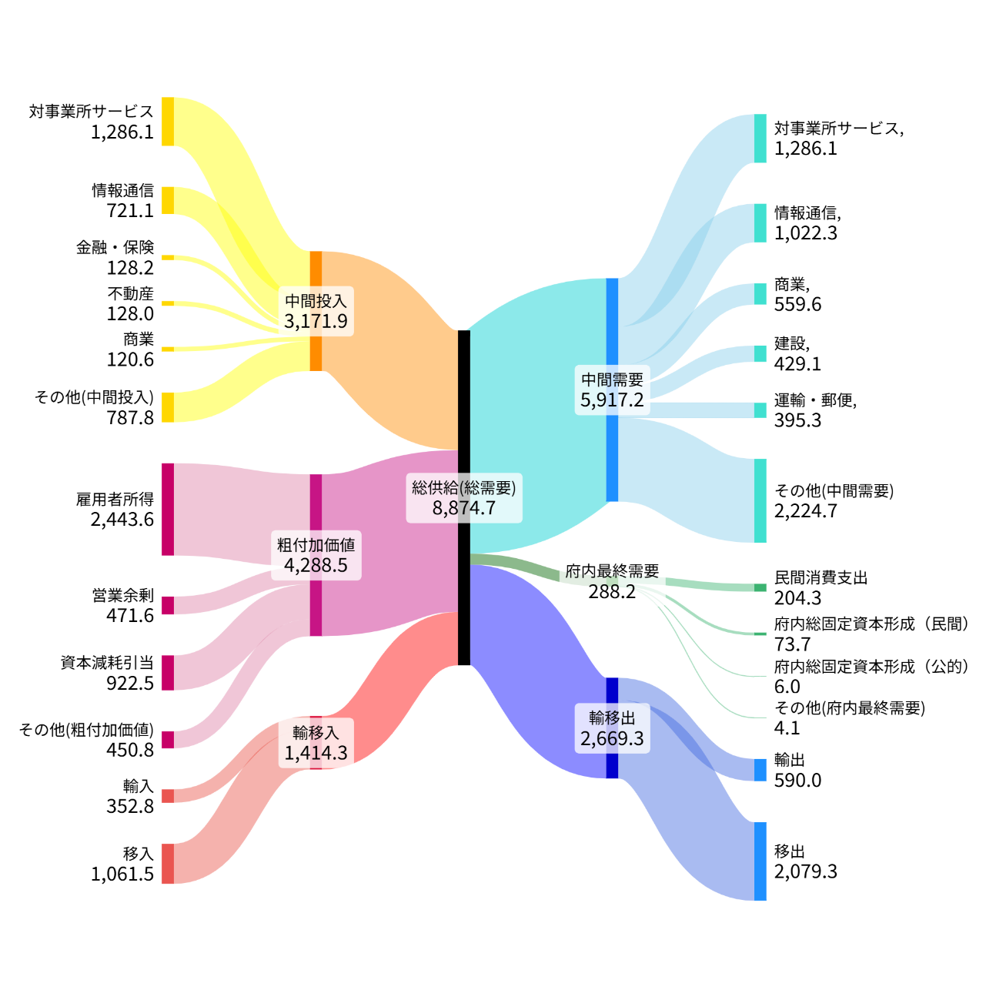 対事業所サービス
1,286.1
情報通信
721.1
金融・保険
128.2
不動産
128.0
商業
120.6
その他(中間投入)
787.8
雇用者所得
2,443.6
営業余剰
471.6
資本減耗引当
922.5
その他(粗付加価値)
450.8
輸入
352.8
移入
1,061.5
中間投入
3,171.9
粗付加価値
4,288.5
輸移入
1,414.3
総供給(総需要)
8,874.7
中間需要
5,917.2
府内最終需要
288.2
輸移出
2,669.3
対事業所サービス,
1,286.1
情報通信,
1,022.3
商業,
559.6
建設,
429.1
運輸・郵便,
395.3
その他(中間需要)
2,224.7
民間消費支出
204.3
府内総固定資本形成（民間）
73.7
府内総固定資本形成（公的）
6.0
その他(府内最終需要)
4.1
輸出
590.0
移出
2,079.3